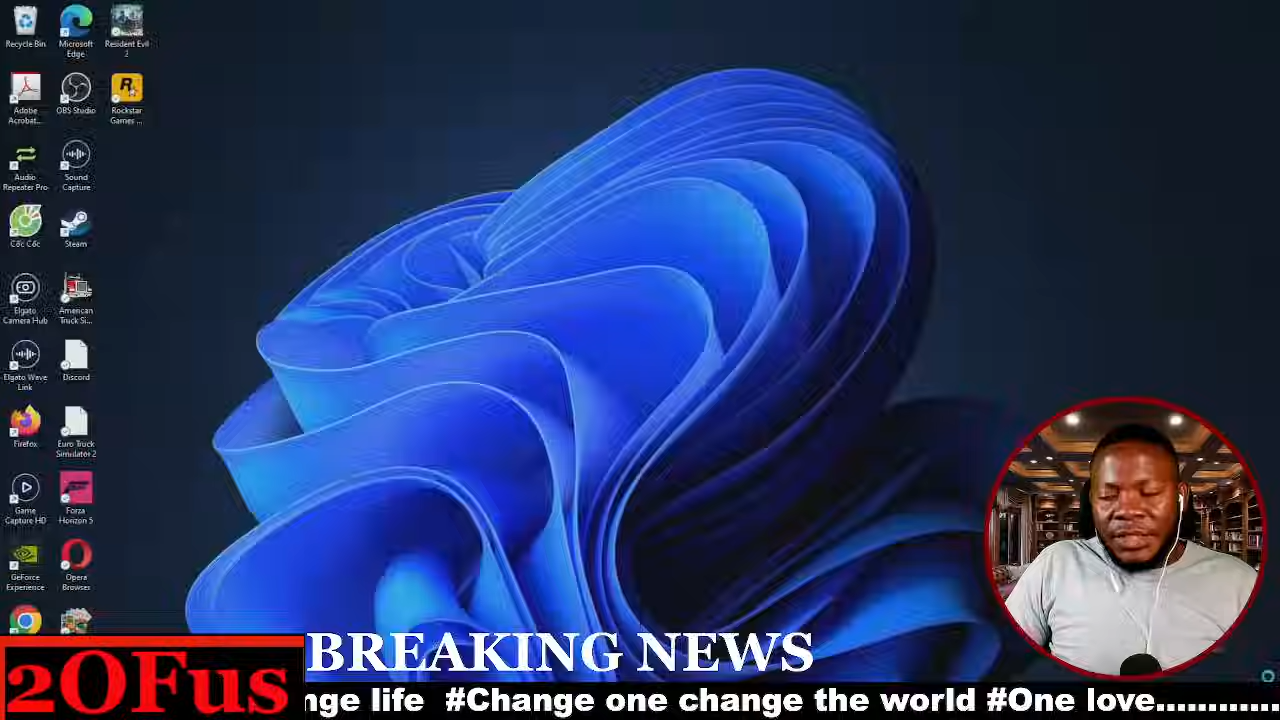 Recycle Bin
Microsoft
Edge
Resident Evil
2
Adobe
Acrobat...
OBS Studio
Rockstar
Games ...
Audio
Repeater Pro
Sound
Capture
Cốc Cốc
Steam
Elgato
Camera Hub
American
Truck Si...
Elgato Wave
Link
Discord
Firefox
Euro Truck
Simulator 2
Game
Capture HD
Forza
Horizon 5
GeForce
Experience
Opera
Browser
BREAKING NEWS
2OFus
nge life #Change one change the world #One love............